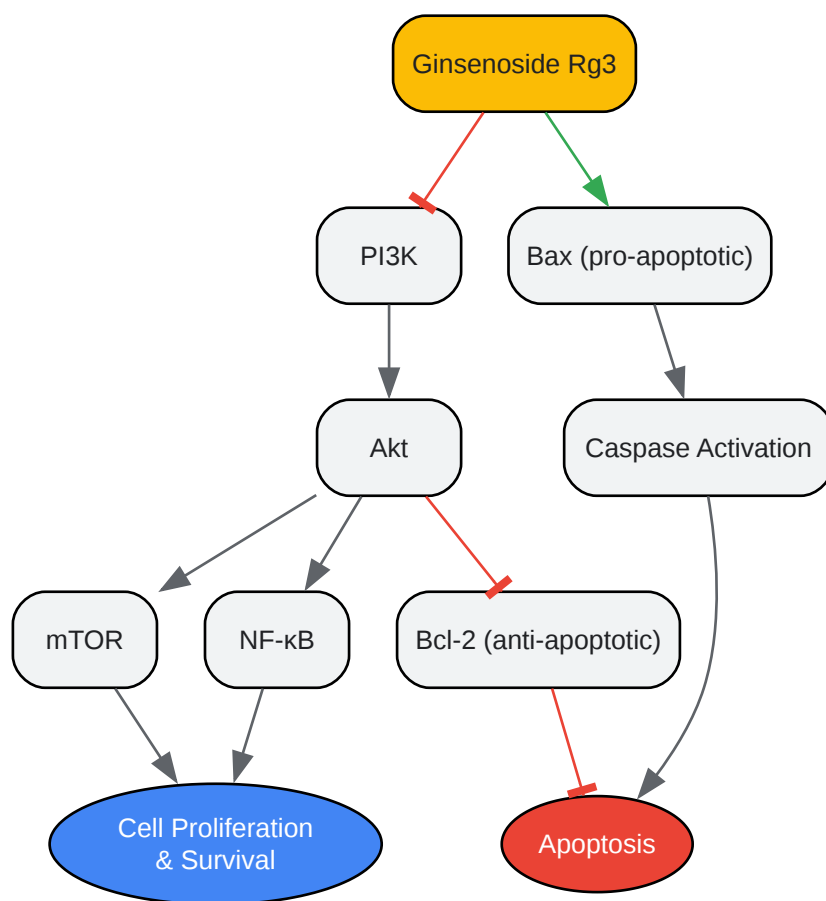 Ginsenoside Rg3
PI3K
Bax (pro-apoptotic)
Akt
Caspase Activation
mTOR
NF-κB
Bcl-2 (anti-apoptotic)
Cell Proliferation
& Survival
Apoptosis